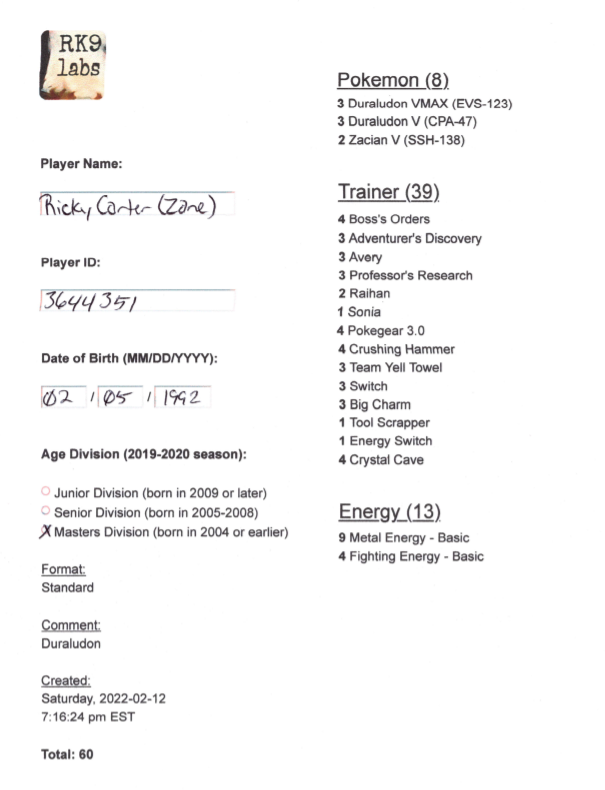 RK9
labs
Player Name:
Ricky Carter (Zone)
Player ID:
3644351
Date of Birth (MM/DD/YYYY):
02 / 05 / 1992
Age Division (2019-2020 season):
Junior Division (born in 2009 or later)
Senior Division (born in 2005-2008)
X Masters Division (born in 2004 or earlier)
Format:
Standard
Comment:
Duraludon
Created:
Saturday, 2022-02-12
7:16:24 pm EST
Total: 60
Pokemon (8)
3 Duraludon VMAX (EVS-123)
3 Duraludon V (CPA-47)
2 Zacian V (SSH-138)
Trainer (39)
4 Boss's Orders
3 Adventurer's Discovery
3 Avery
3 Professor's Research
2 Raihan
1 Sonia
4 Pokegear 3.0
4 Crushing Hammer
3 Team Yell Towel
3 Switch
3 Big Charm
1 Tool Scrapper
1 Energy Switch
4 Crystal Cave
Energy (13)
9 Metal Energy - Basic
4 Fighting Energy - Basic